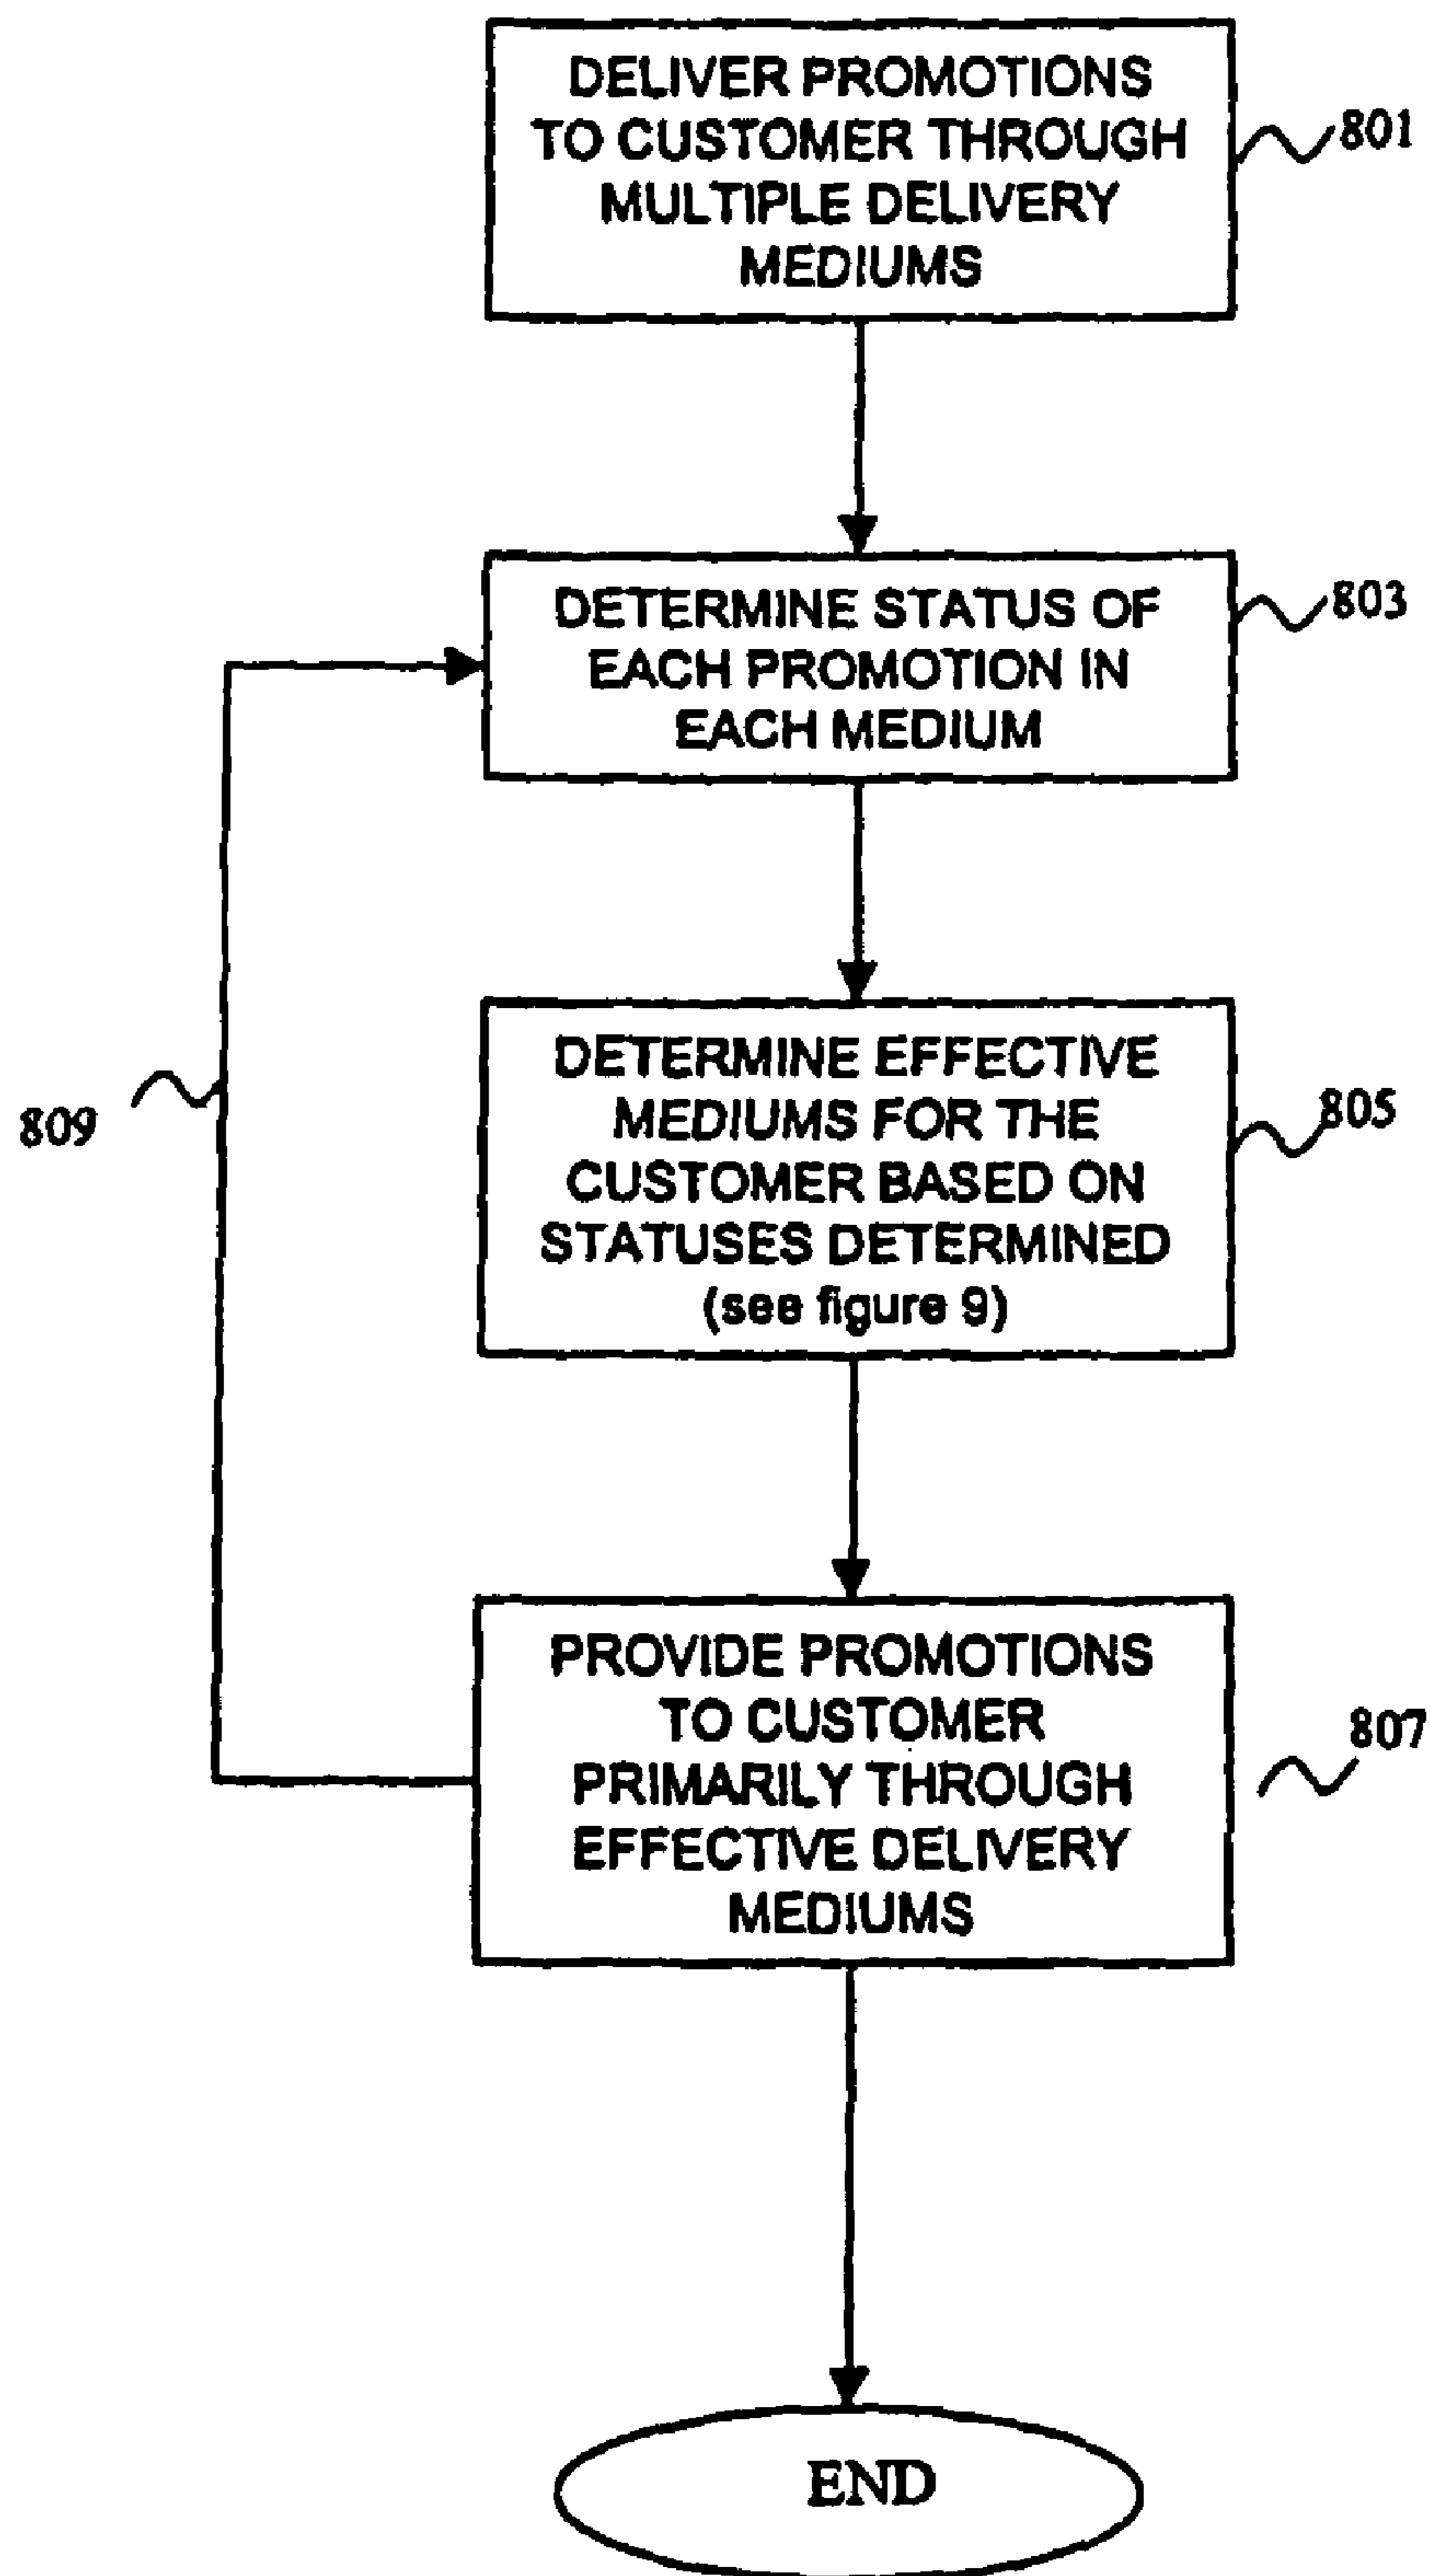 DELIVER PROMOTIONS
TO CUSTOMER THROUGH
MULTIPLE DELIVERY
MEDIUMS
801
DETERMINE STATUS OF
EACH PROMOTION IN
EACH MEDIUM
803
DETERMINE EFFECTIVE
MEDIUMS FOR THE
CUSTOMER BASED ON
STATUSES DETERMINED
(see figure 9)
805
809
PROVIDE PROMOTIONS
TO CUSTOMER
PRIMARILY THROUGH
EFFECTIVE DELIVERY
MEDIUMS
807
END